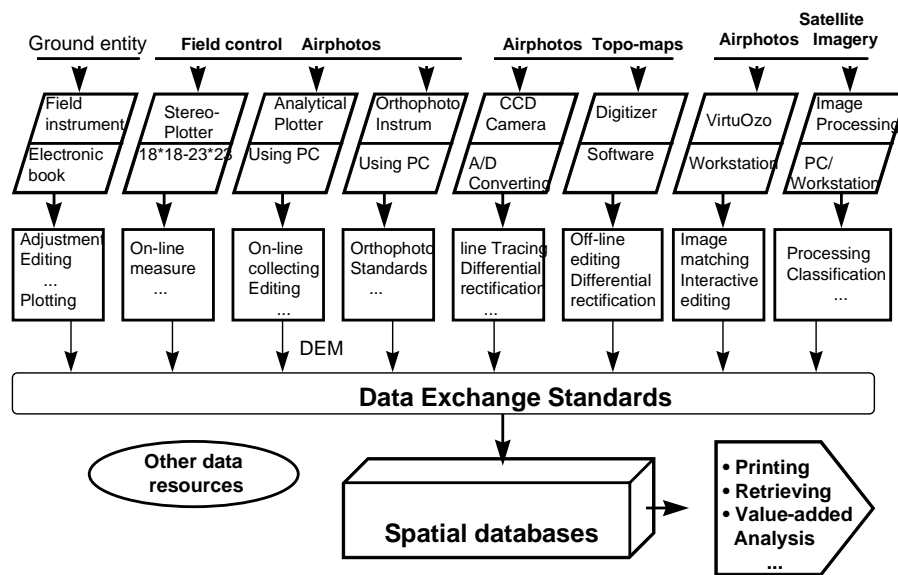 Satellite
Ground entity
Field control Airphotos
Airphotos Topo-maps
Airphotos Imagery
Field
instrument
Electronic
book
Stereo-
Plotter
18*18-23*23
Analytical
Plotter
Using PC
Orthophoto
Instrum
Using PC
CCD
Camera
A/D
Converting
Digitizer
Software
VirtuOzo
Workstation
Image
Processing
PC/
Workstation
Adjustment
Editing
...
Plotting
On-line
measure
...
On-line
collecting
Editing
...
Orthophoto
Standards
...
line Tracing
Differential
rectification
...
Off-line
editing
Differential
rectification
Image
matching
Interactive
editing
Processing
Classification
...
DEM
Data Exchange Standards
Other data
resources
Spatial databases
• Printing
• Retrieving
• Value-added
Analysis
...